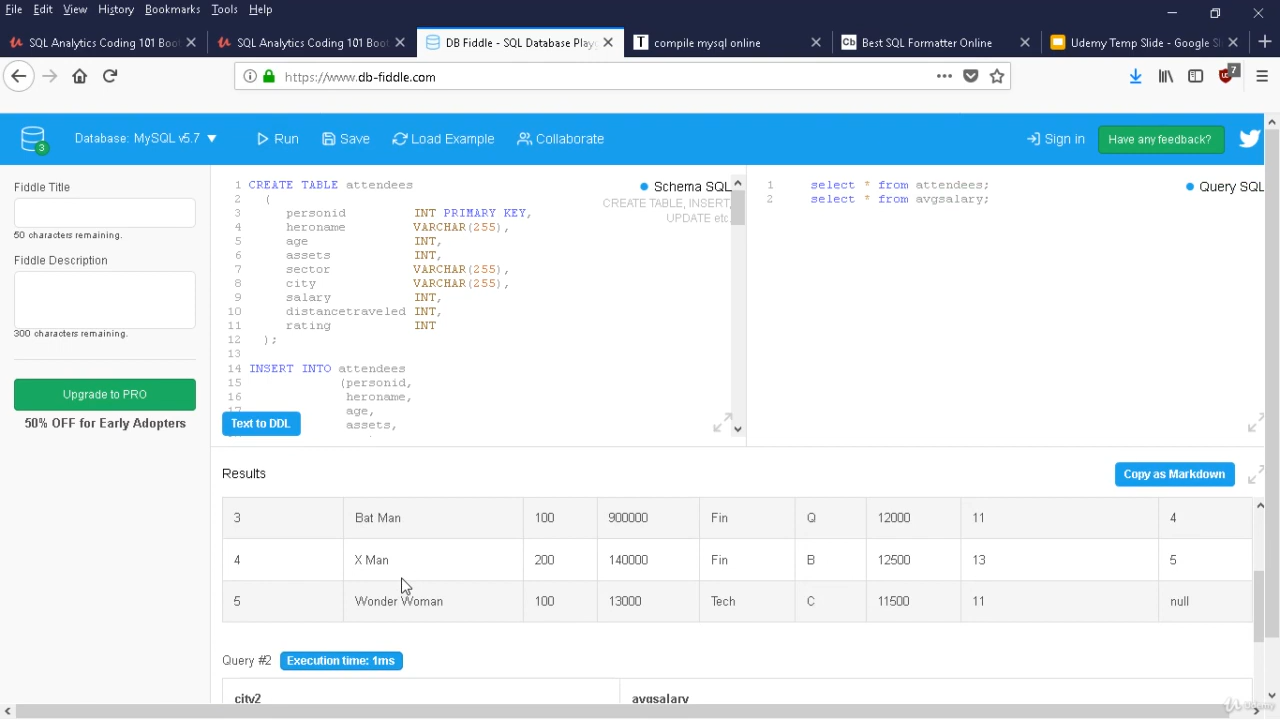 File Edit View History Bookmarks Tools Help
SQL Analytics Coding 101 Boot
SQL Analytics Coding 101 Boot
DB Fiddle - SQL Database Play
T compile mysql online
Cb Best SQL Formatter Online
Udemy Temp Slide - Google S
https://www.db-fiddle.com
7
3
Database: MySQL v5.7
Run
Save
Load Example
Collaborate
Sign in
Have any feedback?
Fiddle Title
50 characters remaining.
Fiddle Description
300 characters remaining.
Upgrade to PRO
50% OFF for Early Adopters
Schema SQL
CREATE TABLE, INSERT,
UPDATE etc.
1 CREATE TABLE attendees
2 (
3 personid INT PRIMARY KEY,
4 heroname VARCHAR(255),
5 age INT,
6 assets INT,
7 sector VARCHAR(255),
8 city VARCHAR(255),
9 salary INT,
10 distancetraveled INT,
11 rating INT
12 );
13
14 INSERT INTO attendees
15 (personid,
16 heroname,
17 age,
assets,
Text to DDL
Query SQL
1 select * from attendees;
2 select * from avgsalary;
Results
Copy as Markdown
3 Bat Man 100 900000 Fin Q 12000 11 4
4 X Man 200 140000 Fin B 12500 13 5
5 Wonder Woman 100 13000 Tech C 11500 11 null
Query #2 Execution time: 1ms
city2 avgsalary
Udemy